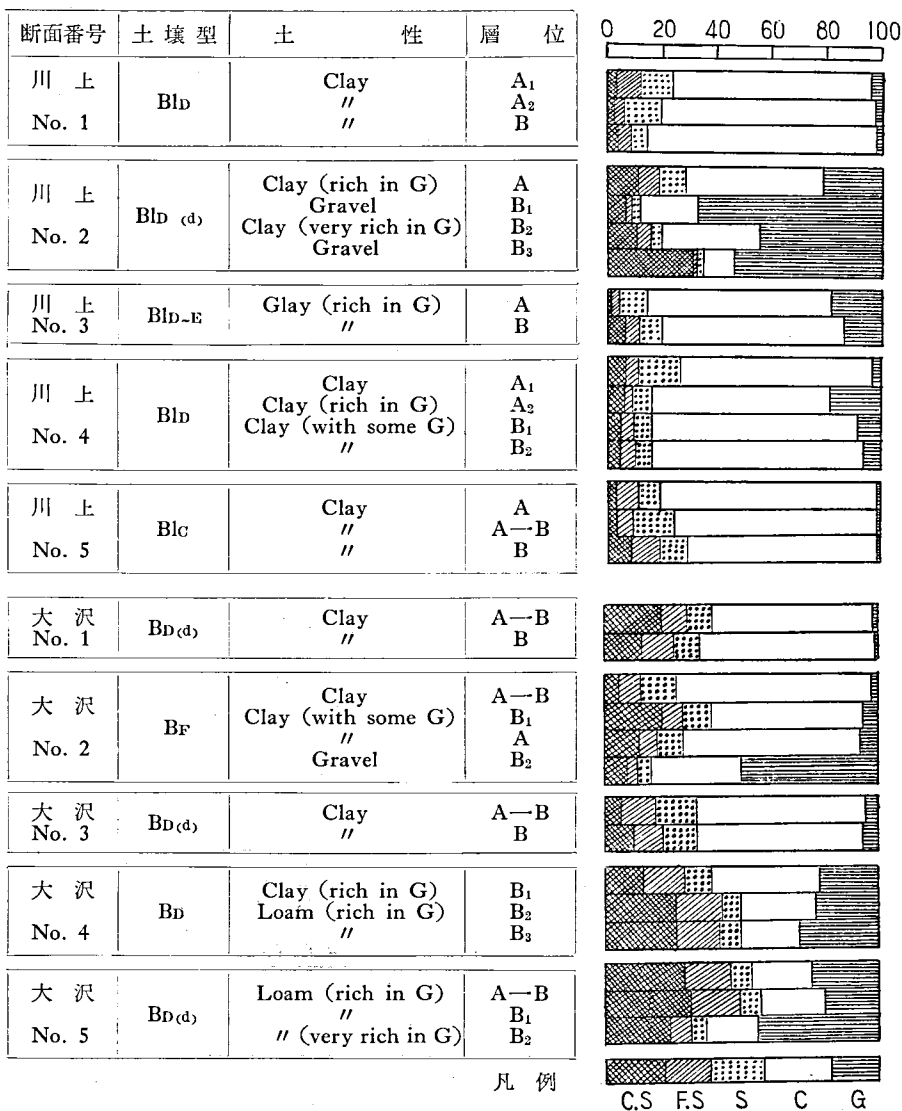 断面番号 土壌型 土 性 層 位 0 20 40 60 80 100
川 上 Clay A₁
BlD 〃 A₂
No. 1 〃 B
Clay (rich in G) A
川 上 Gravel B₁
BlD (d)
No. 2 Clay (very rich in G) B₂
Gravel B₃
川 上 BlD-E Glay (rich in G) A
No. 3 〃 B
Clay A₁
川 上 BlD Clay (rich in G) A₂
No. 4 Clay (with some G) B₁
〃 B₂
川 上 Clay A
BlC 〃 A—B
No. 5 〃 B
大 沢 BD(d) Clay A—B
No. 1 〃 B
Clay A—B
大 沢 BF Clay (with some G) B₁
No. 2 〃 A
Gravel B₂
大 沢 BD(d) Clay A—B
No. 3 〃 B
大 沢 Clay (rich in G) B₁
BD Loam (rich in G) B₂
No. 4 〃 B₃
大 沢 Loam (rich in G) A—B
BD(d) 〃 B₁
No. 5 〃 (very rich in G) B₂
凡 例 C.S F.S S C G